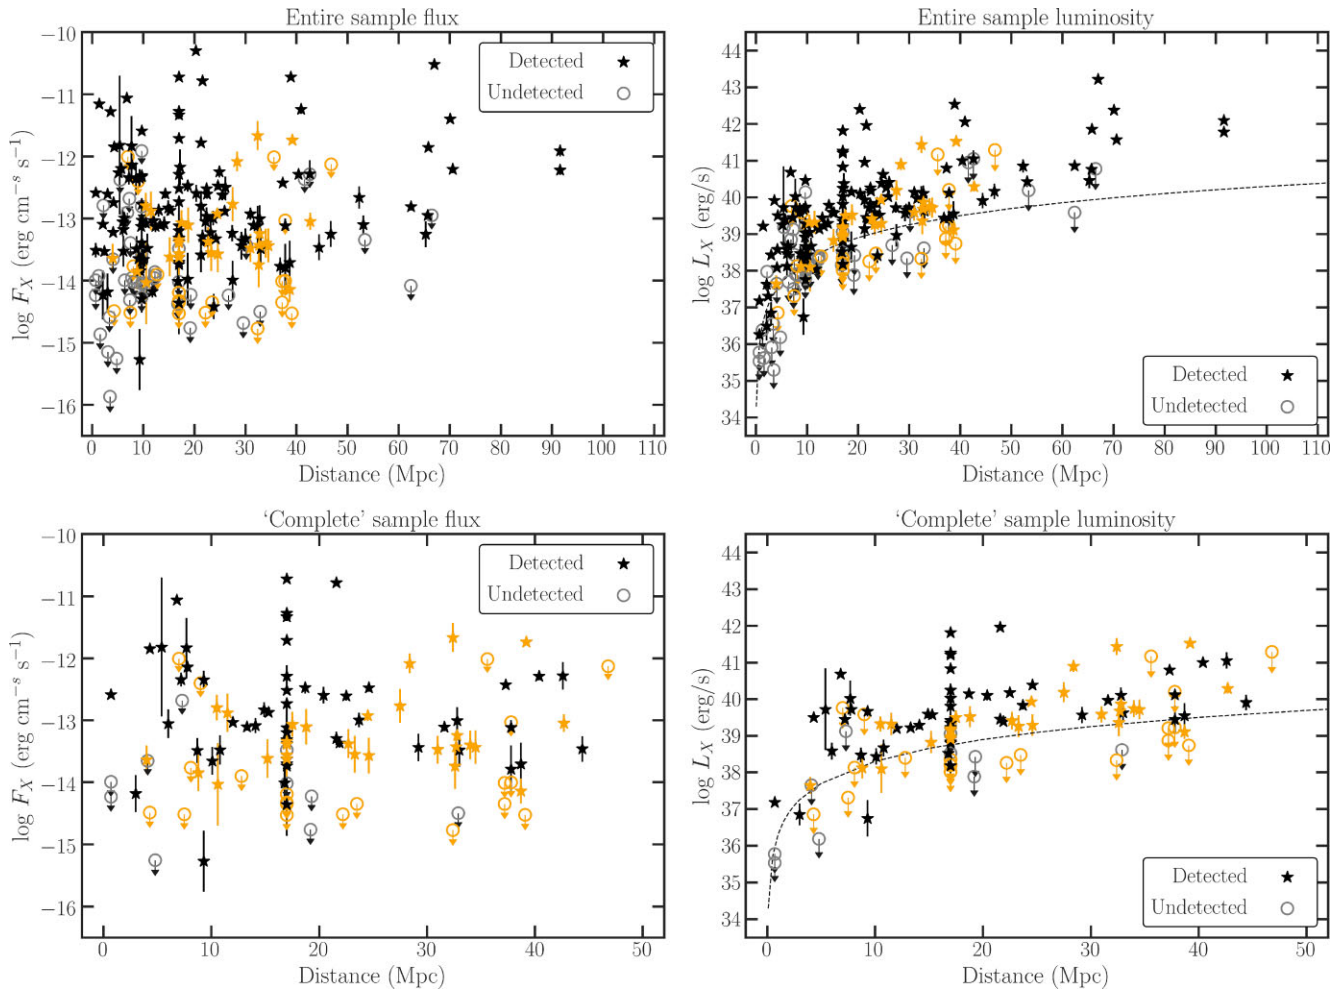 Entire sample flux
Detected
Undetected
−10
−11
−12
−13
−14
−15
−16
log F_X (erg cm^{−s} s^{−1})
0 10 20 30 40 50 60 70 80 90 100 110
Distance (Mpc)
Entire sample luminosity
44
43
42
41
40
39
38
37
36
35
34
log L_X (erg/s)
Detected
Undetected
0 10 20 30 40 50 60 70 80 90 100 110
Distance (Mpc)
‘Complete’ sample flux
Detected
Undetected
−10
−11
−12
−13
−14
−15
−16
log F_X (erg cm^{−s} s^{−1})
0 10 20 30 40 50
Distance (Mpc)
‘Complete’ sample luminosity
44
43
42
41
40
39
38
37
36
35
34
log L_X (erg/s)
Detected
Undetected
0 10 20 30 40 50
Distance (Mpc)